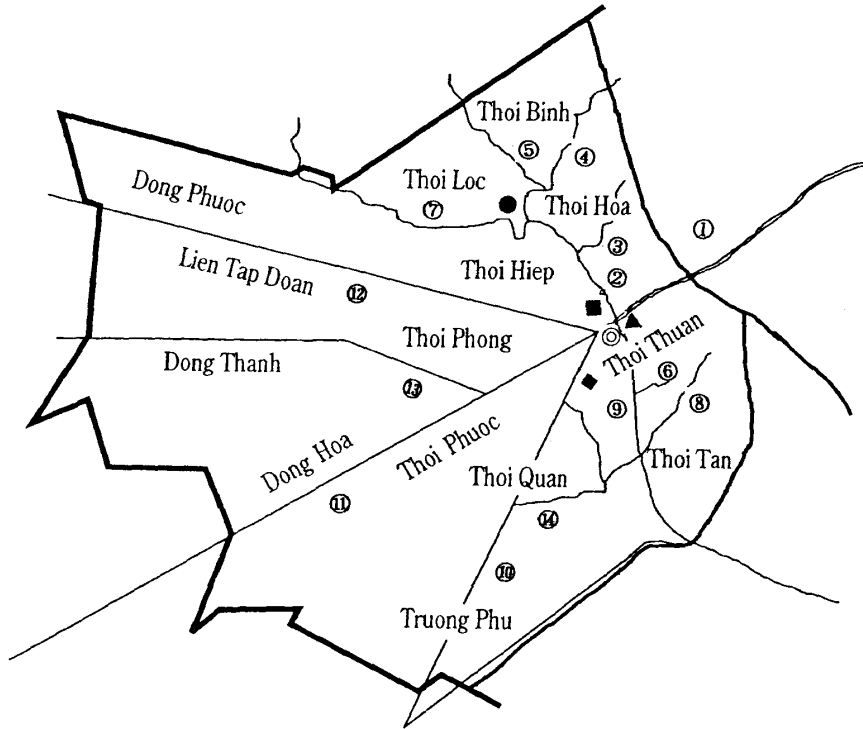 Thoi Binh
⑤
④
Dong Phuoc
Thoi Loc
⑦
Thoi Hoa
①
③
Lien Tap Doan
Thoi Hiep
②
⑫
Thoi Phong
Thoi Thuan
Dong Thanh
⑬
⑥
⑨
⑧
Dong Hoa
Thoi Phuoc
Thoi Quan
Thoi Tan
⑪
⑭
⑩
Truong Phu